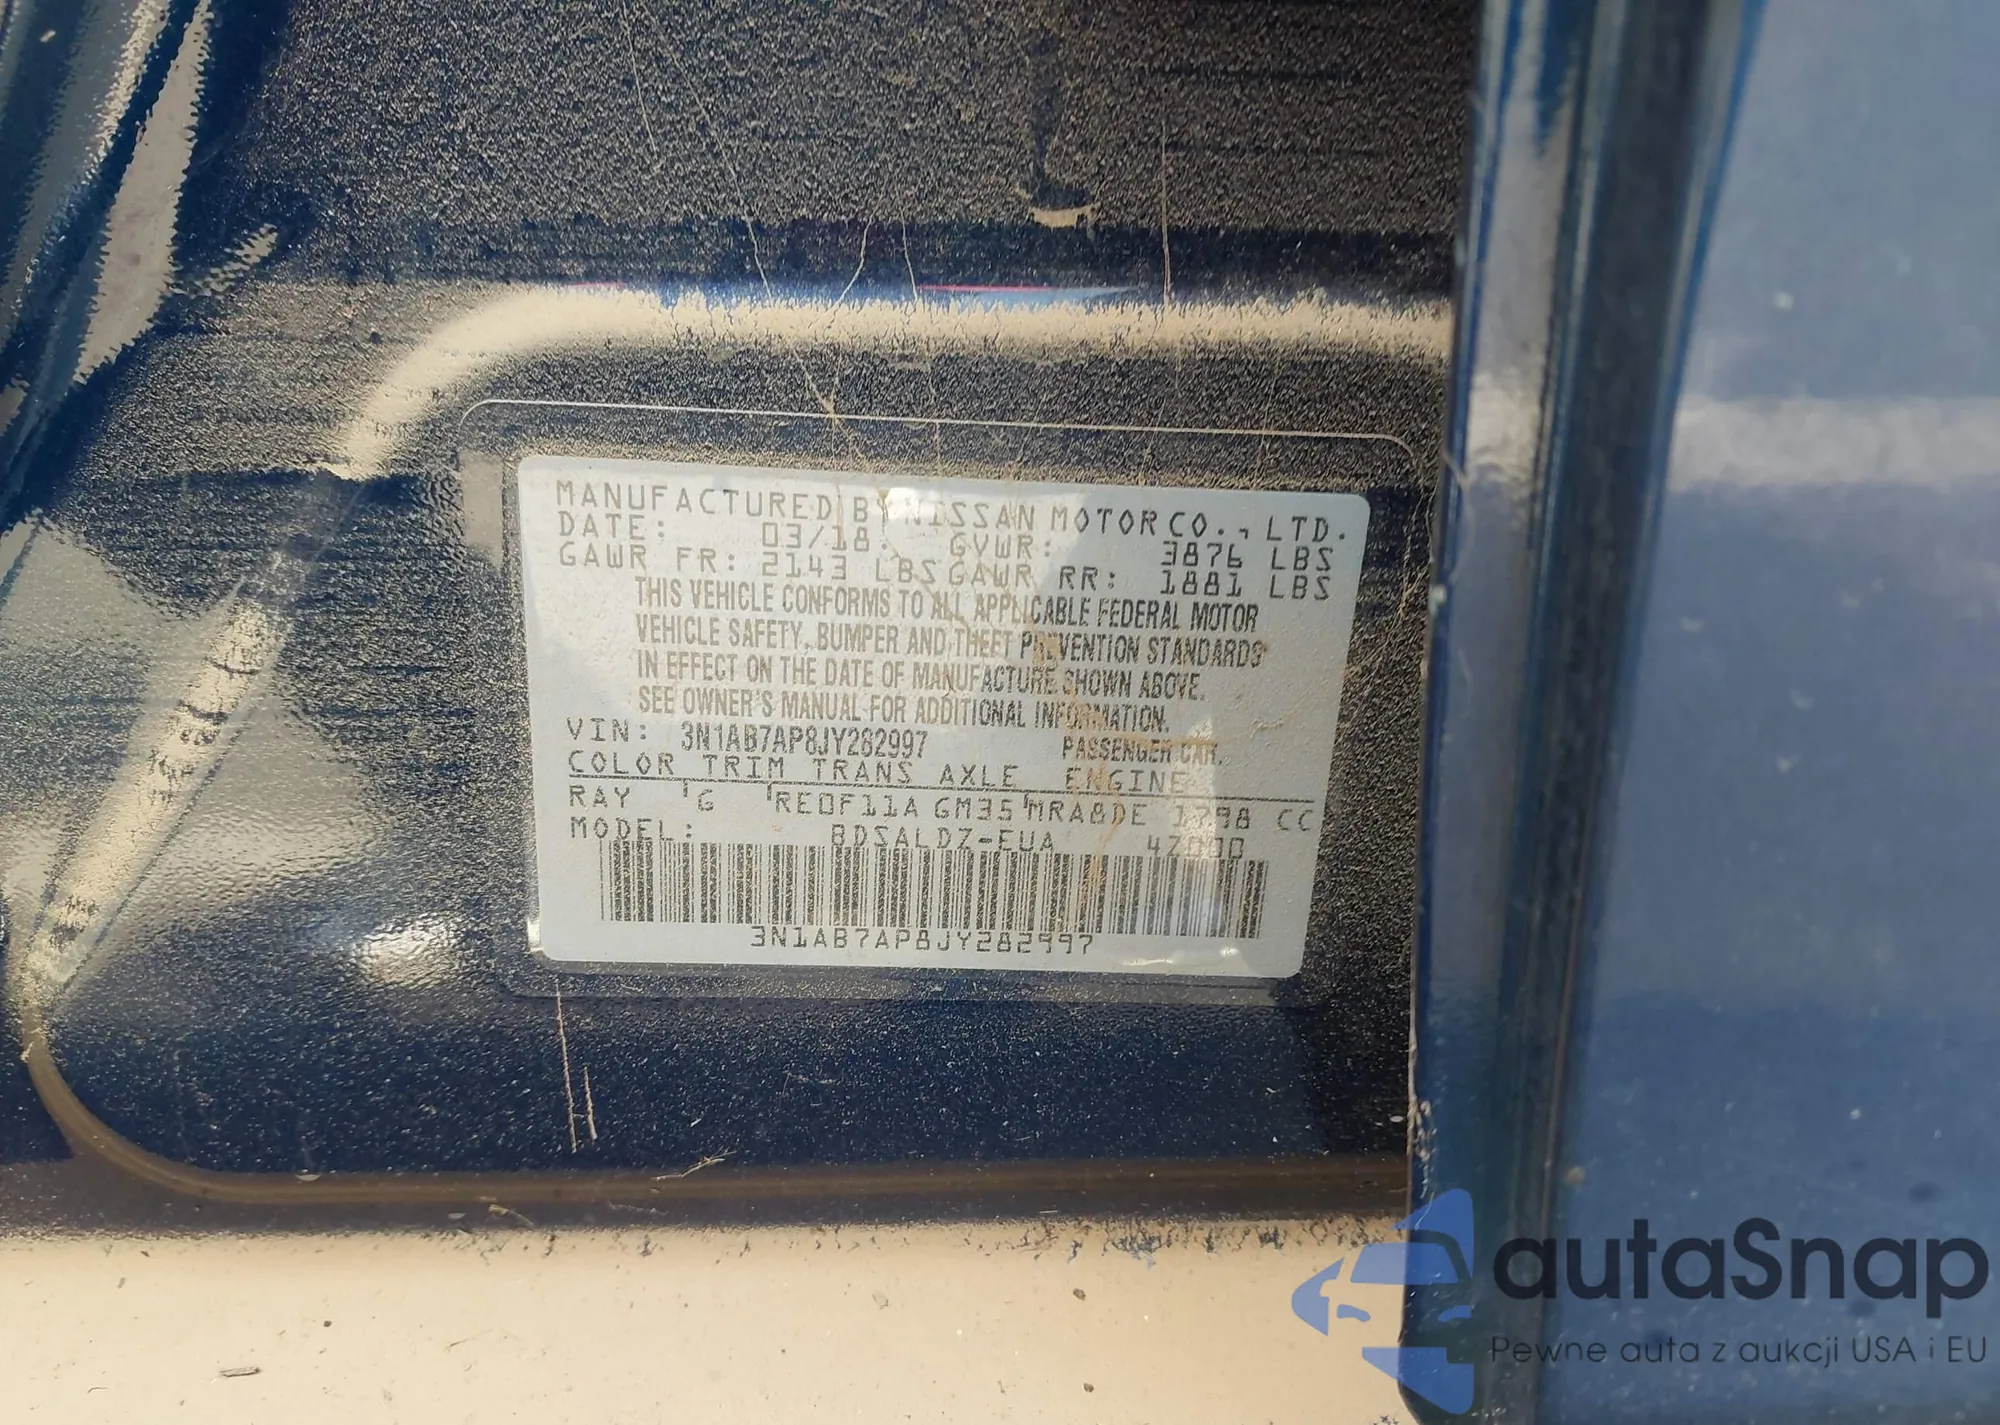 MANUFACTURED BY NISSAN MOTOR CO., LTD.
DATE: 03/18 GVWR: 3876 LBS
GAWR FR: 2143 LBS GAWR RR: 1881 LBS
THIS VEHICLE CONFORMS TO ALL APPLICABLE FEDERAL MOTOR
VEHICLE SAFETY, BUMPER AND THEFT PREVENTION STANDARDS
IN EFFECT ON THE DATE OF MANUFACTURE SHOWN ABOVE.
SEE OWNER'S MANUAL FOR ADDITIONAL INFORMATION.
VIN: 3N1AB7AP8JY282997 PASSENGER CAR.
COLOR TRIM TRANS AXLE ENGINE
RAY G RE0F11A GM35 MRA8DE 1798 CC
MODEL: BDSALDZ-EUA 4Z000
3N1AB7AP8JY282997
autaSnap
Pewne auta z aukcji USA i EU